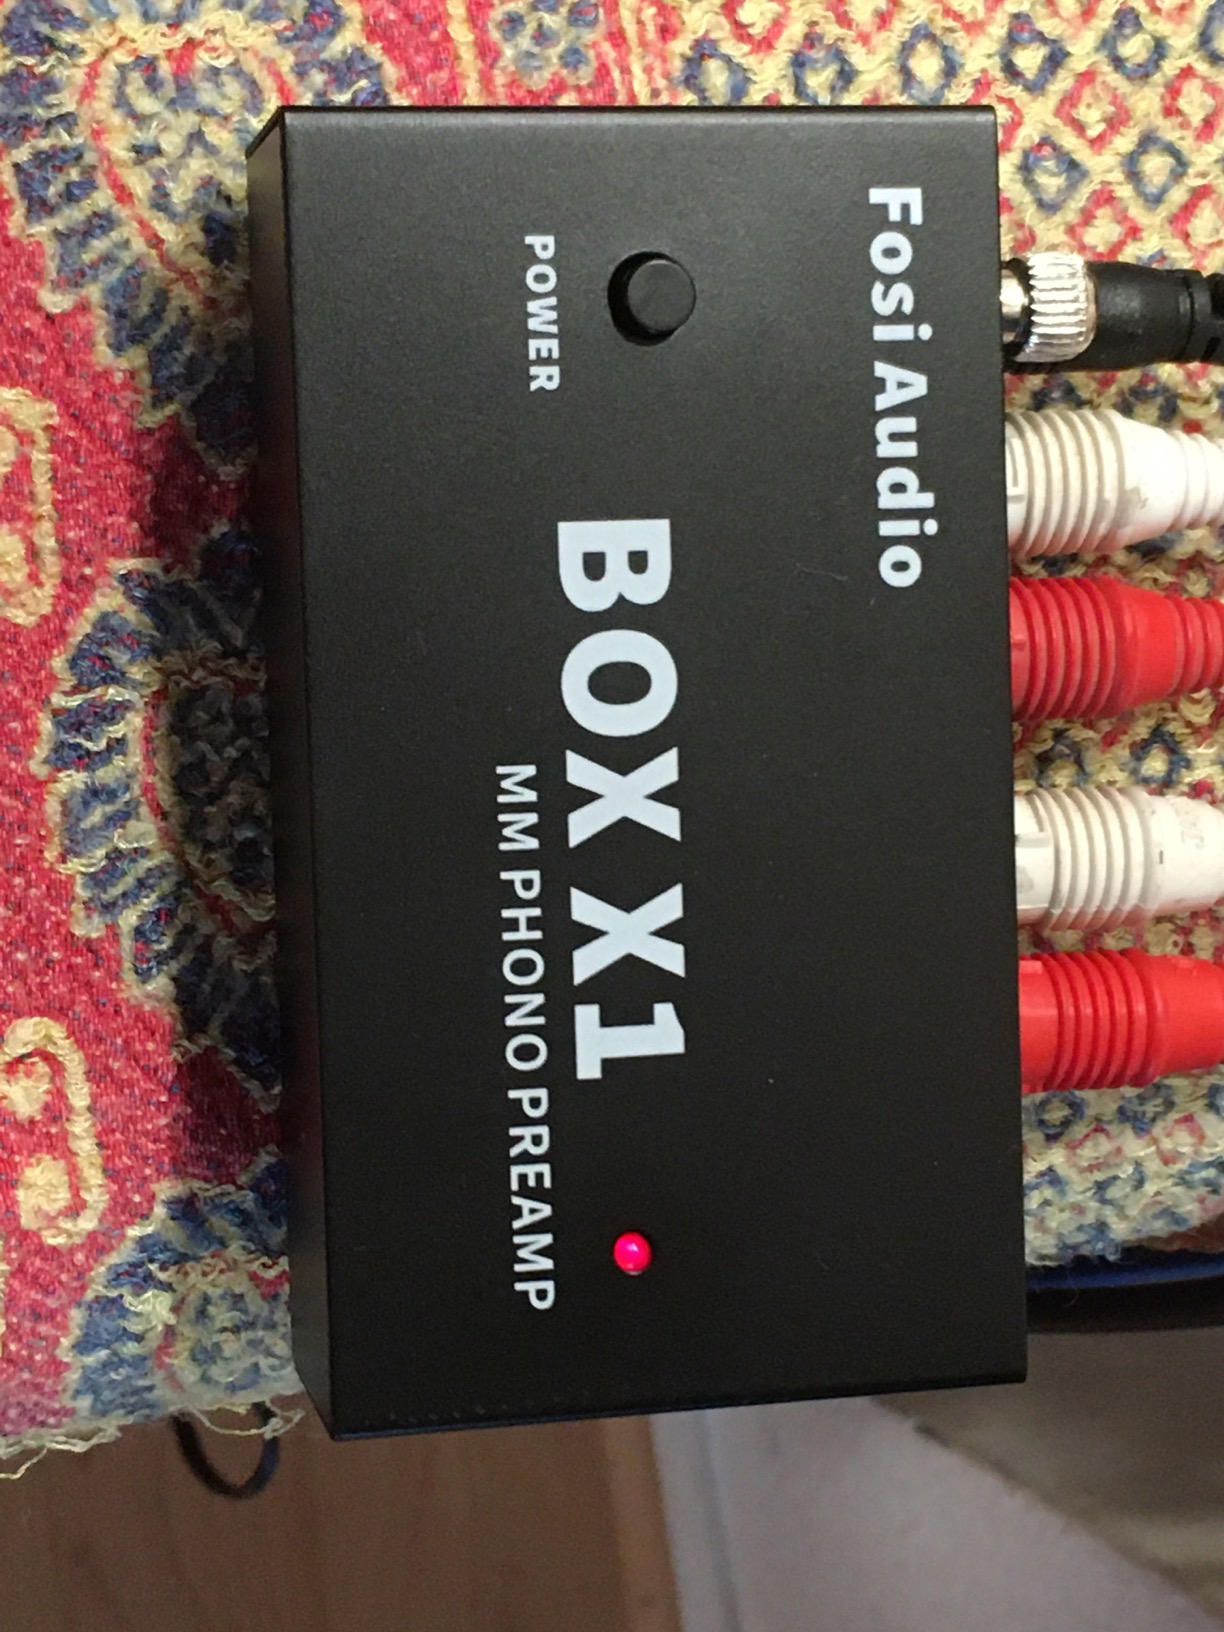 Fosi Audio
POWER
BOX X1
MM PHONO PREAMP